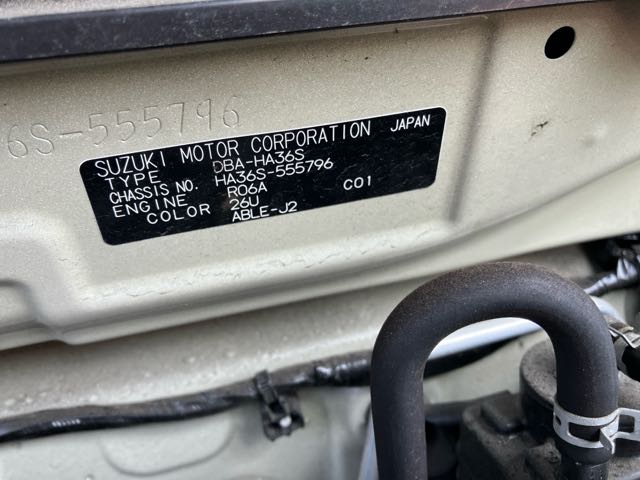 6S-555796
SUZUKI MOTOR CORPORATION JAPAN
TYPE DBA-HA36S
CHASSIS NO. HA36S-555796
ENGINE R06A C01
COLOR 26U
ABLE-J2